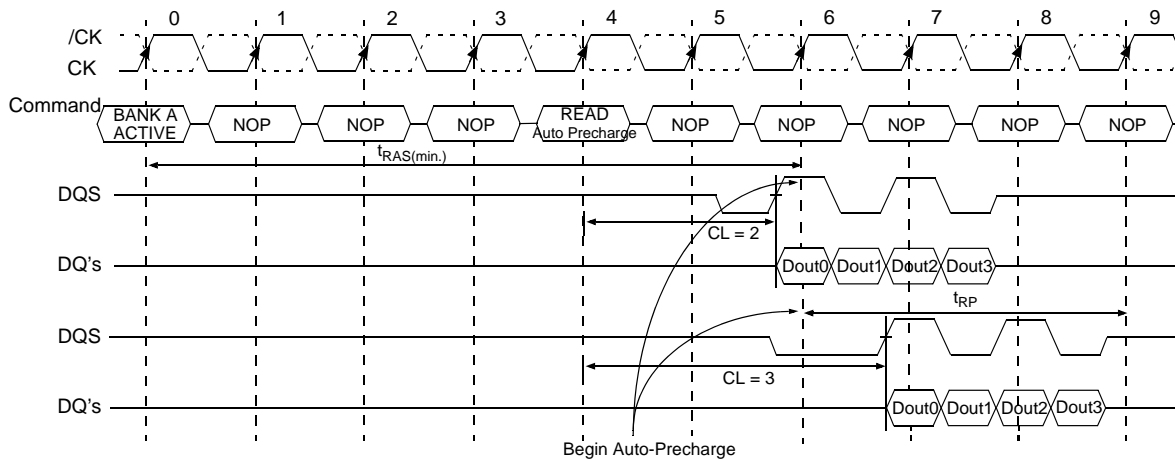 0 1 2 3 4 5 6 7 8 9
/CK
CK
Command
BANK A
ACTIVE
NOP
NOP
NOP
READ
Auto Precharge
NOP
NOP
NOP
NOP
NOP
tRAS(min.)
DQS
CL = 2
DQ's
Dout0 Dout1 Dout2 Dout3
tRP
DQS
CL = 3
DQ's
Dout0 Dout1 Dout2 Dout3
Begin Auto-Precharge